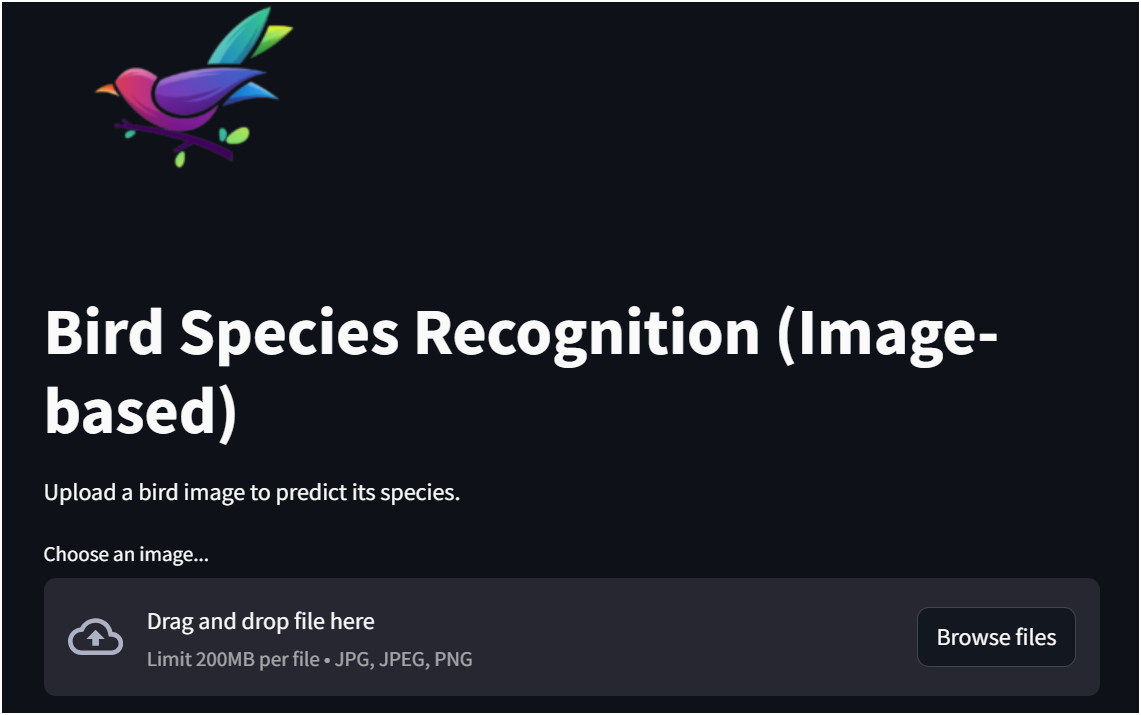 Bird Species Recognition (Image-
based)
Upload a bird image to predict its species.
Choose an image...
Drag and drop file here
Limit 200MB per file • JPG, JPEG, PNG
Browse files